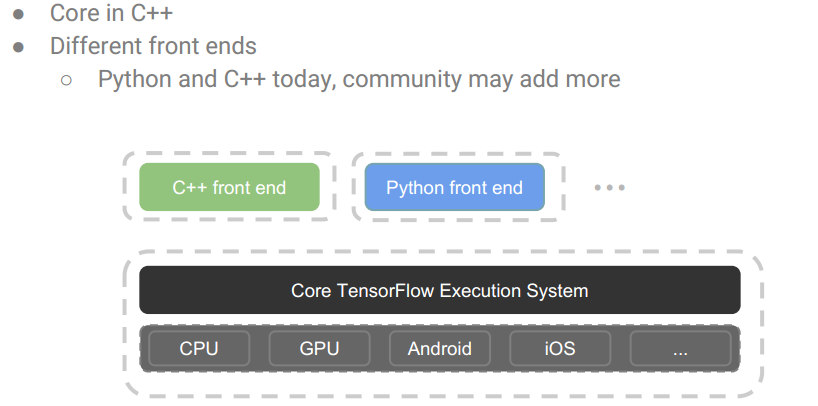 ● Core in C++
● Different front ends
○ Python and C++ today, community may add more
C++ front end Python front end •••
Core TensorFlow Execution System
CPU GPU Android iOS ...